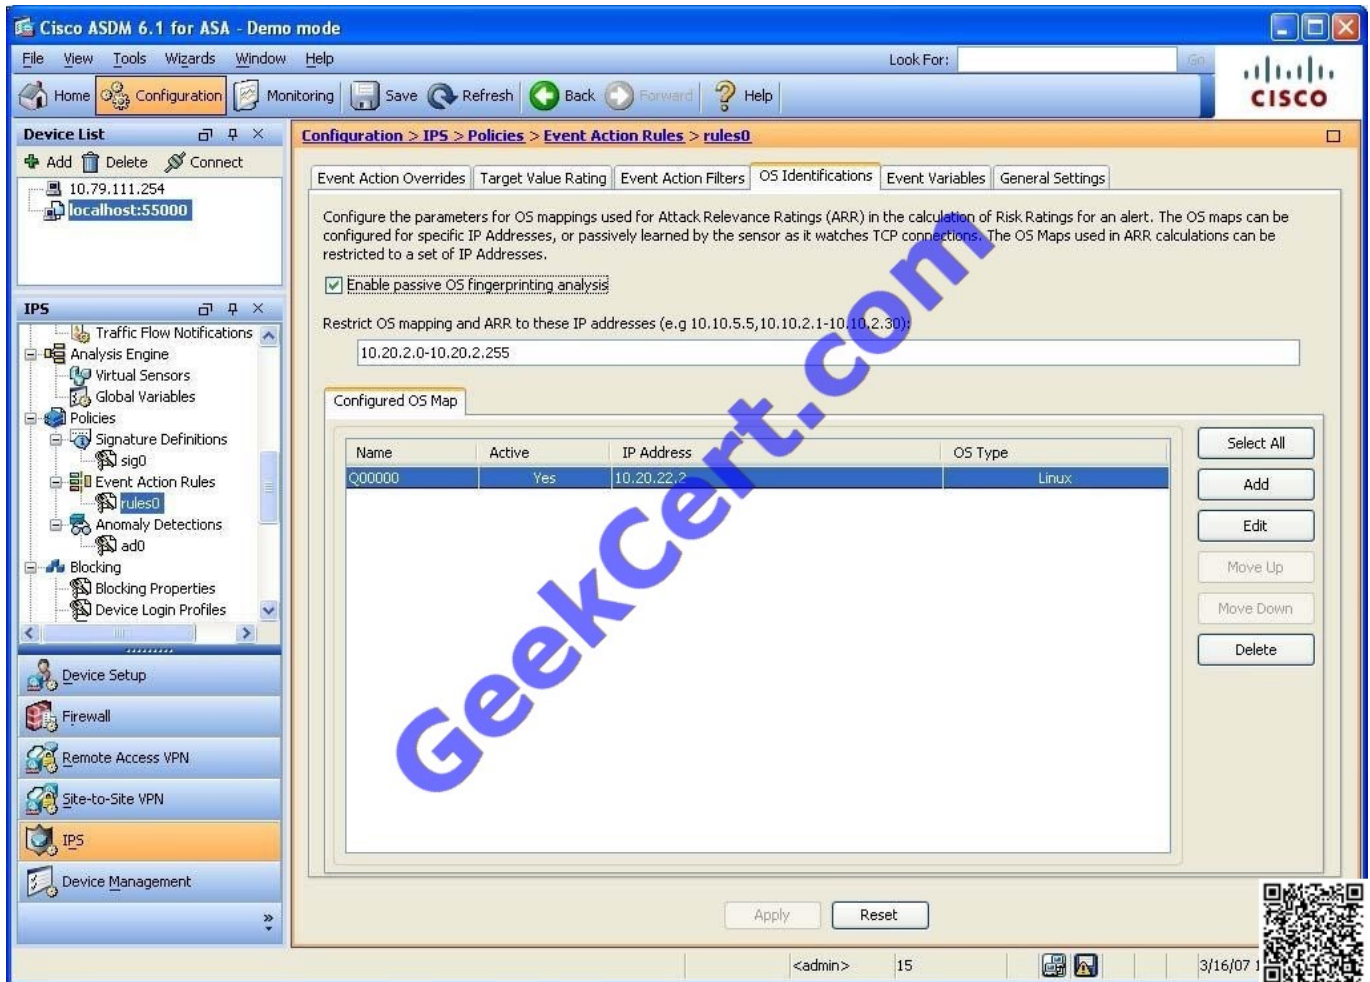 Cisco ASDM 6.1 for ASA - Demo mode
File View Tools Wizards Window Help
Look For:
Go
Home Configuration Monitoring Save Refresh Back Forward Help
CISCO
Device List
Add Delete Connect
10.79.111.254
localhost:55000
IPS
Traffic Flow Notifications
Analysis Engine
Virtual Sensors
Global Variables
Policies
Signature Definitions
sig0
Event Action Rules
rules0
Anomaly Detections
ad0
Blocking
Blocking Properties
Device Login Profiles
Device Setup
Firewall
Remote Access VPN
Site-to-Site VPN
IPS
Device Management
Configuration > IPS > Policies > Event Action Rules > rules0
Event Action Overrides Target Value Rating Event Action Filters OS Identifications Event Variables General Settings
Configure the parameters for OS mappings used for Attack Relevance Ratings (ARR) in the calculation of Risk Ratings for an alert. The OS maps can be
configured for specific IP Addresses, or passively learned by the sensor as it watches TCP connections. The OS Maps used in ARR calculations can be
restricted to a set of IP Addresses.
Enable passive OS fingerprinting analysis
Restrict OS mapping and ARR to these IP addresses (e.g 10.10.5.5,10.10.2.1-10.10.2.30):
10.20.2.0-10.20.2.255
Configured OS Map
Name Active IP Address OS Type
Q00000 Yes 10.20.22.2 Linux
Select All
Add
Edit
Move Up
Move Down
Delete
GeekCert.com
Apply Reset
<admin> 15 3/16/07